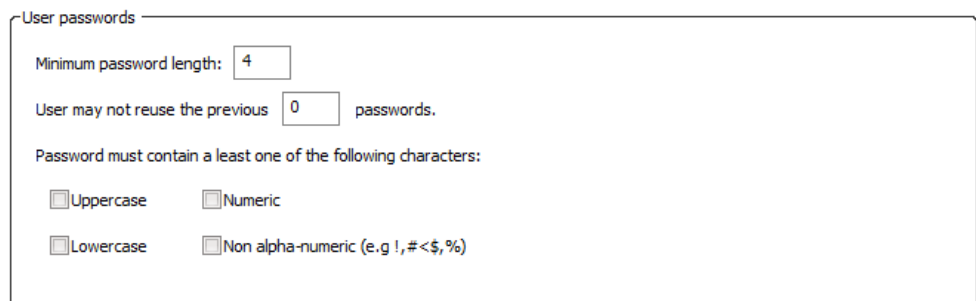 User passwords
Minimum password length: 4
User may not reuse the previous 0 passwords.
Password must contain a least one of the following characters:
Uppercase Numeric
Lowercase Non alpha-numeric (e.g !,#<$,%)